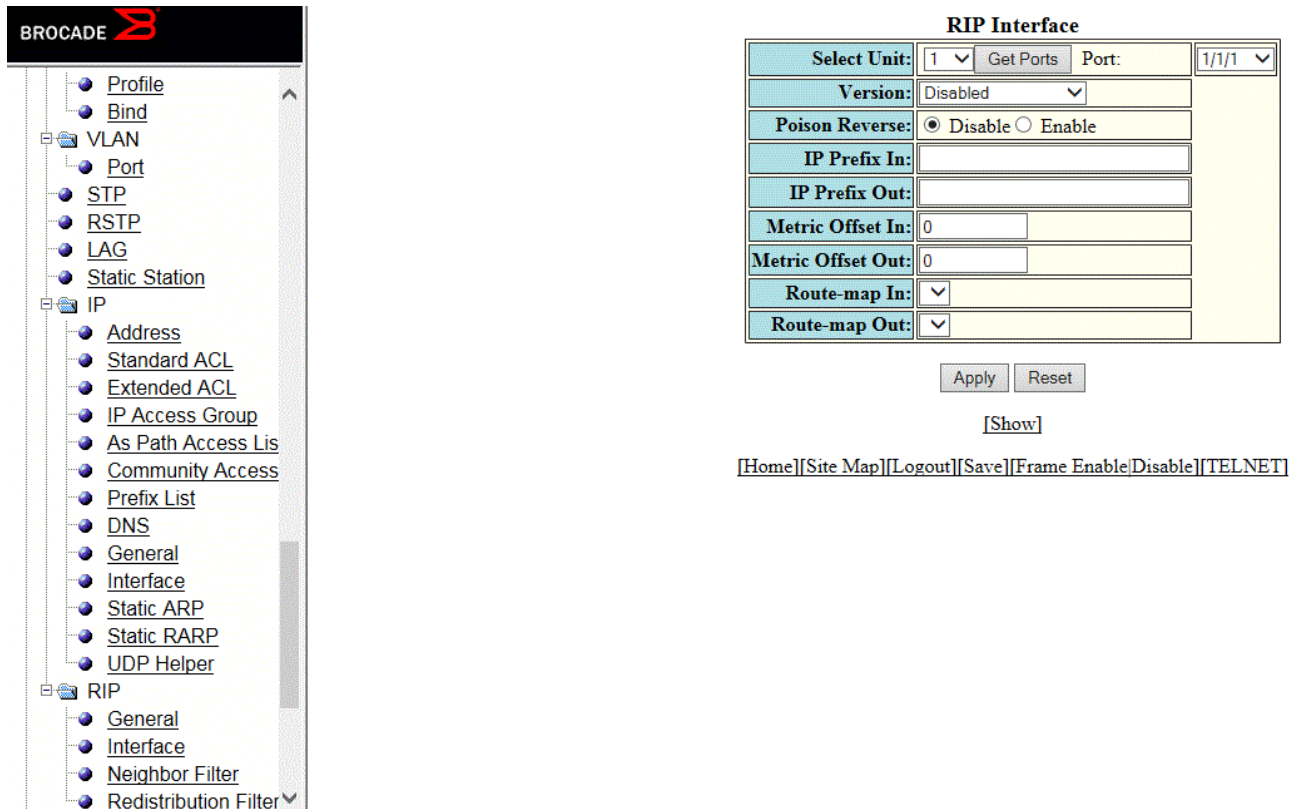 BROCADE
Profile
Bind
VLAN
Port
STP
RSTP
LAG
Static Station
IP
Address
Standard ACL
Extended ACL
IP Access Group
As Path Access Lis
Community Access
Prefix List
DNS
General
Interface
Static ARP
Static RARP
UDP Helper
RIP
General
Interface
Neighbor Filter
Redistribution Filter
RIP Interface
Select Unit: 1 Get Ports Port: 1/1/1
Version: Disabled
Poison Reverse: Disable Enable
IP Prefix In:
IP Prefix Out:
Metric Offset In: 0
Metric Offset Out: 0
Route-map In:
Route-map Out:
Apply Reset
[Show]
[Home][Site Map][Logout][Save][Frame Enable|Disable][TELNET]